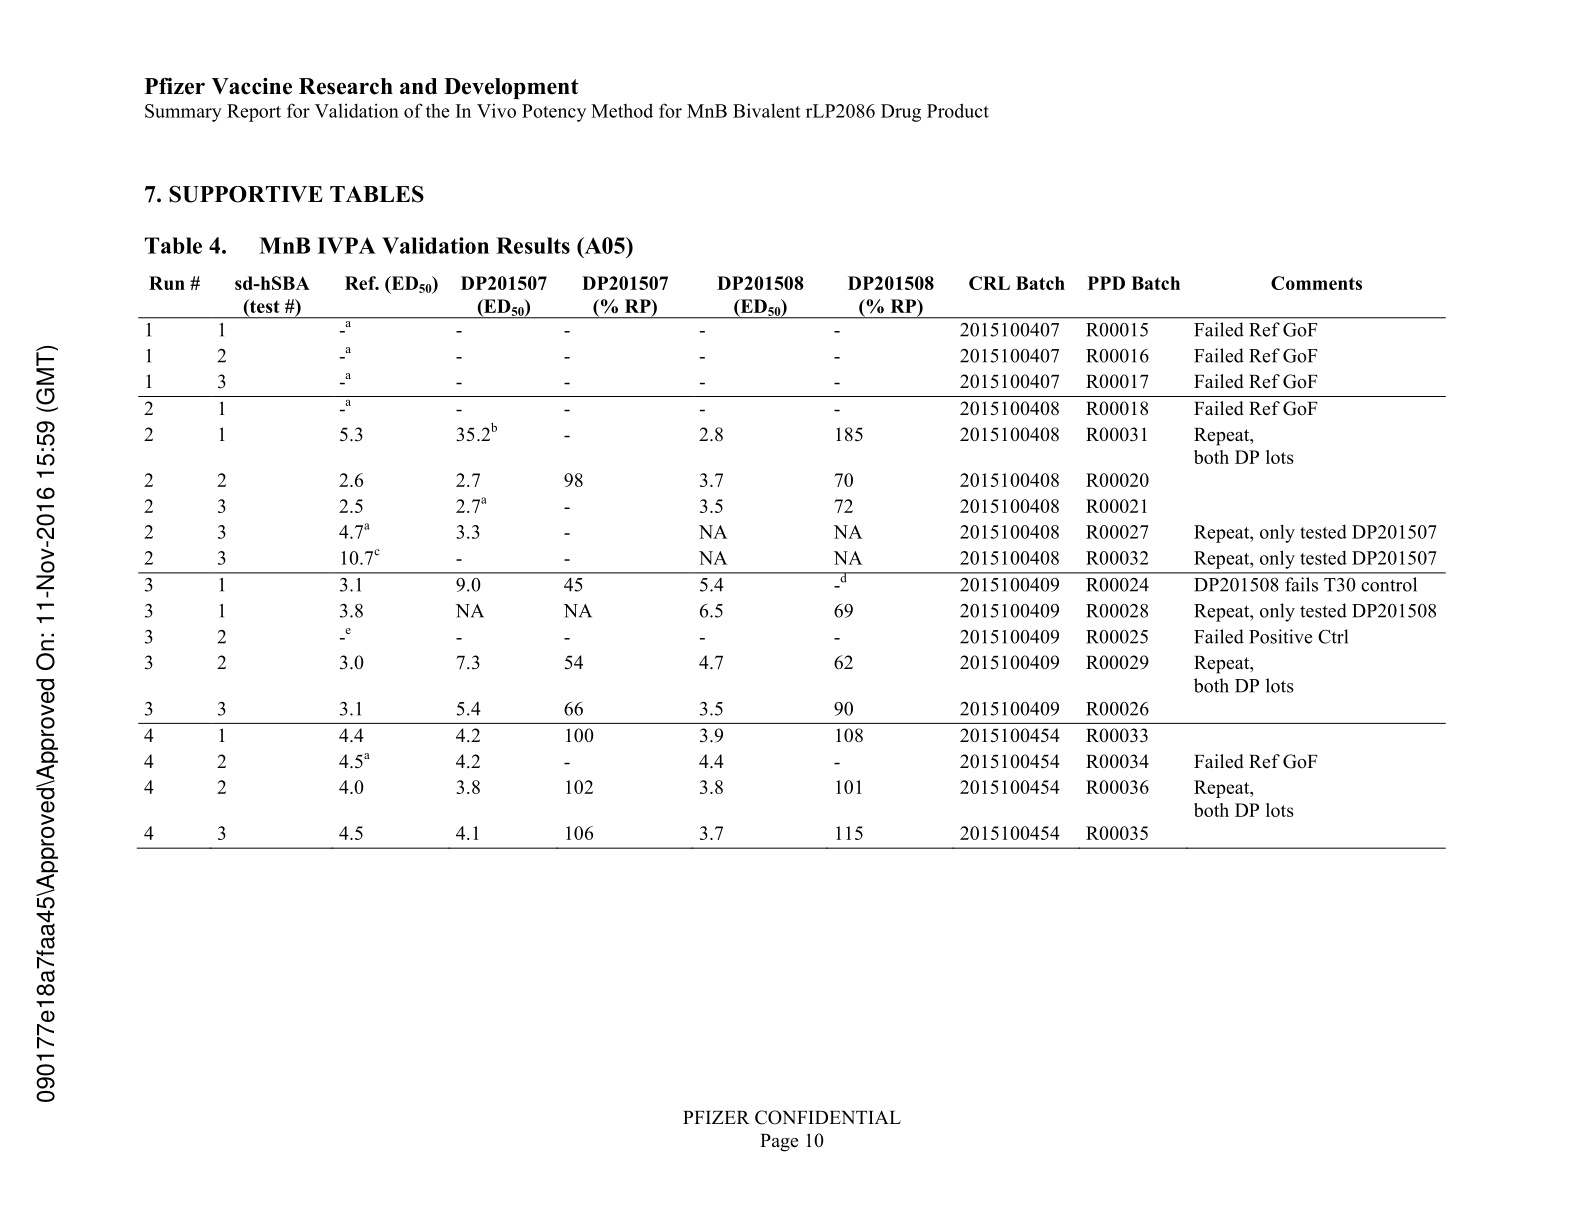 Pfizer Vaccine Research and Development
Summary Report for Validation of the In Vivo Potency Method for MnB Bivalent rLP2086 Drug Product
7. SUPPORTIVE TABLES
Table 4. MnB IVPA Validation Results (A05)
Run # sd-hSBA Ref. (ED50) DP201507 DP201507 DP201508 DP201508 CRL Batch PPD Batch Comments
(test #) (ED50) (% RP) (ED50) (% RP)
1 1 -a - - - - 2015100407 R00015 Failed Ref GoF
1 2 -a - - - - 2015100407 R00016 Failed Ref GoF
1 3 -a - - - - 2015100407 R00017 Failed Ref GoF
2 1 -a - - - - 2015100408 R00018 Failed Ref GoF
2 1 5.3 35.2b - 2.8 185 2015100408 R00031 Repeat,
both DP lots
2 2 2.6 2.7 98 3.7 70 2015100408 R00020
2 3 2.5 2.7a - 3.5 72 2015100408 R00021
2 3 4.7a 3.3 - NA NA 2015100408 R00027 Repeat, only tested DP201507
2 3 10.7c - - NA NA 2015100408 R00032 Repeat, only tested DP201507
3 1 3.1 9.0 45 5.4 -d 2015100409 R00024 DP201508 fails T30 control
3 1 3.8 NA NA 6.5 69 2015100409 R00028 Repeat, only tested DP201508
3 2 -e - - - - 2015100409 R00025 Failed Positive Ctrl
3 2 3.0 7.3 54 4.7 62 2015100409 R00029 Repeat,
both DP lots
3 3 3.1 5.4 66 3.5 90 2015100409 R00026
4 1 4.4 4.2 100 3.9 108 2015100454 R00033
4 2 4.5a 4.2 - 4.4 - 2015100454 R00034 Failed Ref GoF
4 2 4.0 3.8 102 3.8 101 2015100454 R00036 Repeat,
both DP lots
4 3 4.5 4.1 106 3.7 115 2015100454 R00035
PFIZER CONFIDENTIAL
Page 10
090177e18a7faa45\Approved\Approved On: 11-Nov-2016 15:59 (GMT)